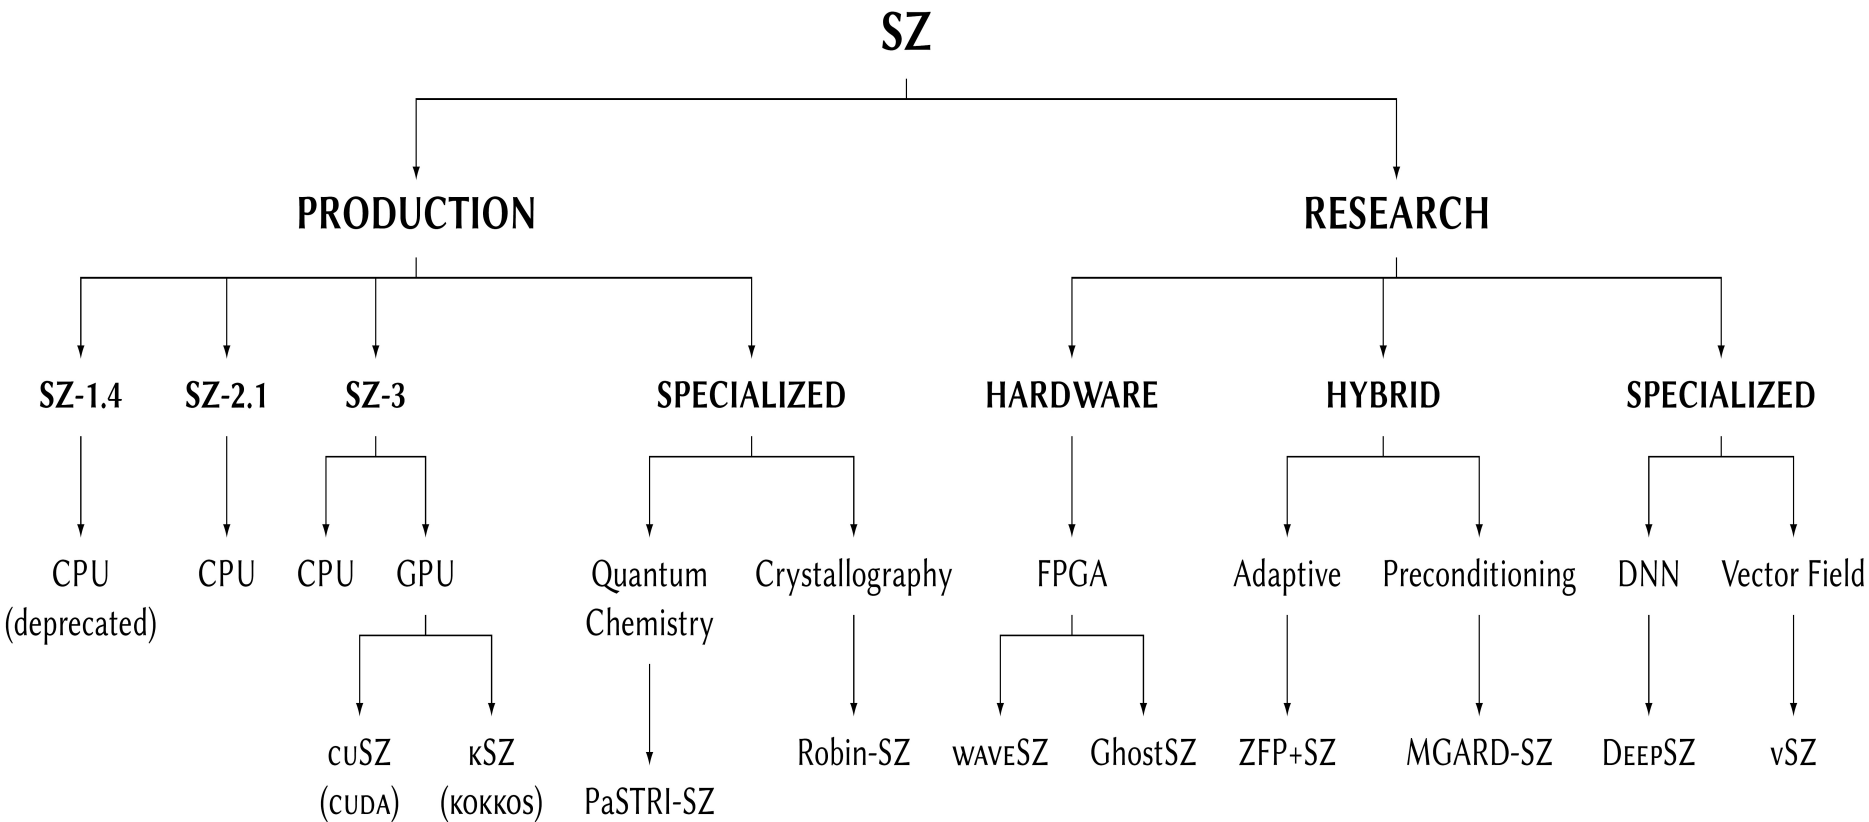 SZ
PRODUCTION
RESEARCH
SZ-1.4
SZ-2.1
SZ-3
SPECIALIZED
HARDWARE
HYBRID
SPECIALIZED
CPU
(deprecated)
CPU
CPU
GPU
Quantum
Chemistry
Crystallography
FPGA
Adaptive
Preconditioning
DNN
Vector Field
cuSZ
(CUDA)
KSZ
(KOKKOS)
PaSTRI-SZ
Robin-SZ
WAVESZ
GhostSZ
ZFP+SZ
MGARD-SZ
DEEPSZ
vSZ